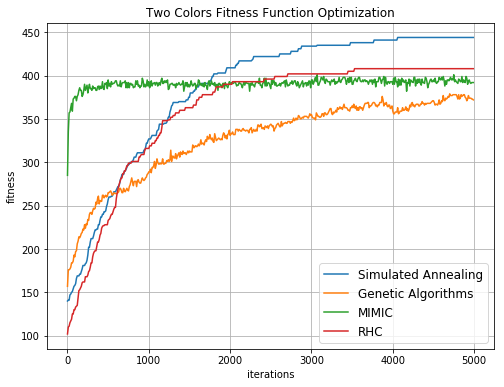 Two Colors Fitness Function Optimization
450
400
350
300
250
200
150
100
fitness
0
1000
2000
3000
4000
5000
iterations
Simulated Annealing
Genetic Algorithms
MIMIC
RHC